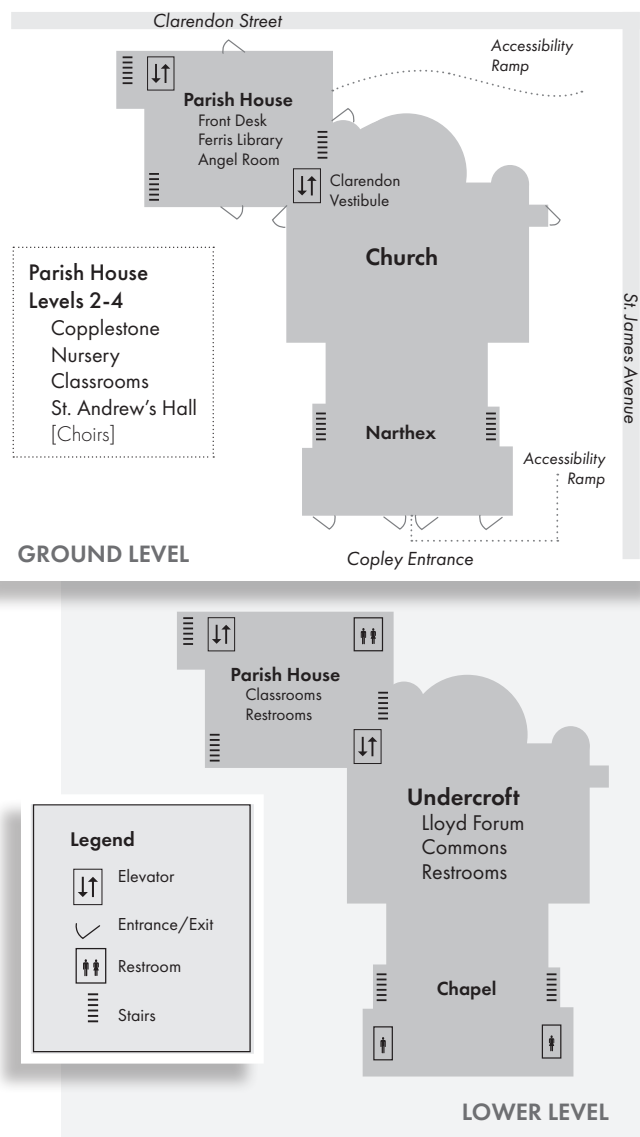 Clarendon Street
Accessibility
Ramp
Parish House
Front Desk
Ferris Library
Angel Room
Clarendon
Vestibule
Church
Parish House
Levels 2-4
Copplestone
Nursery
Classrooms
St. Andrew's Hall
[Choirs]
St. James Avenue
Narthex
Accessibility
Ramp
GROUND LEVEL
Copley Entrance
Parish House
Classrooms
Restrooms
Undercroft
Lloyd Forum
Commons
Restrooms
Legend
Elevator
Entrance/Exit
Restroom
Stairs
Chapel
LOWER LEVEL